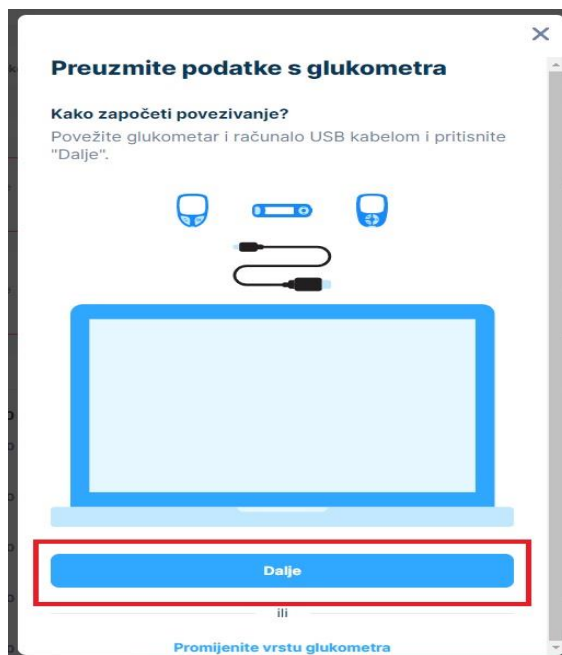 Preuzmite podatke s glukometra
Kako započeti povezivanje?
Povežite glukometar i računalo USB kabelom i pritisnite
"Dalje".
Dalje
ili
Promijenite vrstu glukometra